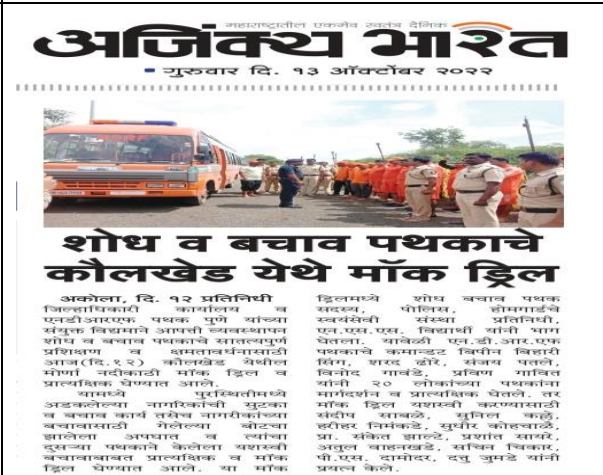 महाराष्ट्रातील एकमेव स्वतंत्र दैनिक
अजिंक्य भारत
गुरुवार दि. १३ ऑक्टोंबर २०२२
शोध व बचाव पथकाचे
कौलखेड येथे मॉक ड्रिल
अकोला, दि. १२ प्रतिनिधी
जिल्हाधिकारी कार्यालय व
एनडीआरएफ पथक पुणे यांच्या
संयुक्त विद्यमाने आपत्ती व्यवस्थापन
शोध व बचाव पथकाचे सातत्यपूर्ण
प्रशिक्षण व क्षमतावर्धनासाठी
आज(दि.१२) कौलखेड येथील
मोर्णा नदीकाठी मॉक ड्रिल व
प्रात्यक्षिक घेण्यात आले.
यामध्ये पुरस्थितीमध्ये
अडकलेल्या नागरिकांची सुटका
व बचाव कार्य तसेच नागरीकांच्या
बचावासाठी गेलेल्या बोटचा
झालेला अपघात व त्यांचा
दुसऱ्या पथकाने केलेला यशस्वी
बचावाबाबत प्रात्यक्षिक व मॉक
ड्रिल घेण्यात आले. या मॉक
ड्रिलमध्ये शोध बचाव पथक
सदस्य, पोलिस, होमगार्डचे
स्वयंसेवी संस्था प्रतिनिधी,
एन.एस.एस. विद्यार्थी यांनी भाग
घेतला. यावेळी एन.डी.आर.एफ
पथकाचे कमान्डट विपीन बिहारी
सिंग, शरद ढोर, संजय पतले,
विनोद गावंडे, प्रविण गावित
यांनी २० लोकांच्या पथकांना
मार्गदर्शन व प्रात्यक्षिक घेतले. तर
मॉक ड्रिल यशस्वी करण्यासाठी
संदीप साबळे, सुनिल कल्ले,
हरीहर निमकंडे, सुधीर कोहचाळे,
प्रा. संकेत झाल्टे, प्रशांत सायरे,
अतुल वाहनखडे, सचिन चिकार,
पी.एस. दामोदर, दत्तु जुमडे यांनी
प्रयत्न केले.